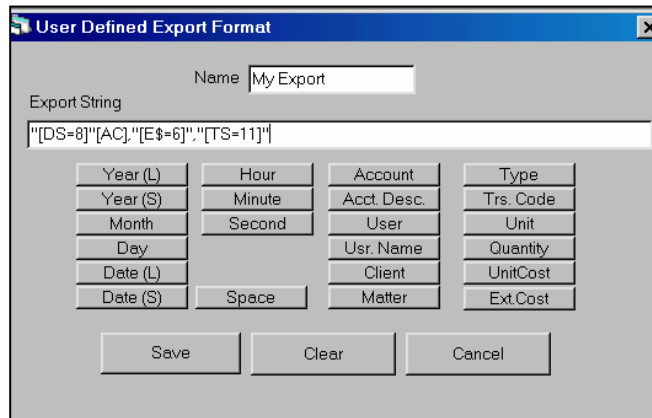 User Defined Export Format
Name My Export
Export String
"[DS=8]"[AC],"[E$=6]","[TS=11]"
Year (L) Hour Account Type
Year (S) Minute Acct. Desc. Trs. Code
Month Second User Unit
Day Usr. Name Quantity
Date (L) Client UnitCost
Date (S) Space Matter Ext.Cost
Save Clear Cancel